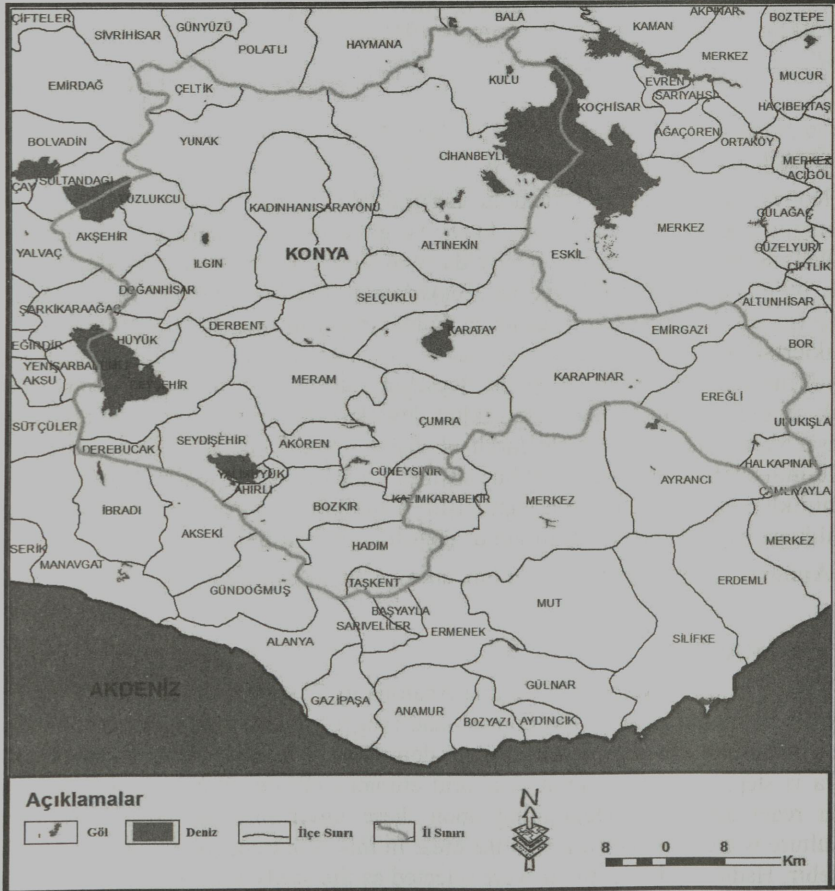 ÇİFTELER
SİVRİHİSAR
GÜNYÜZÜ
POLATLI
HAYMANA
BALA
KAMAN
AKPINAR
BOZTEPE
EMİRDAĞ
ÇELTİK
KULU
KOÇHİSAR
MERKEZ
MUCUR
EVREN
SARIYAHŞİ
HACIBEKTAŞ
BOLVADİN
YUNAK
CİHANBEYLİ
AĞAÇÖREN
ORTAKÖY
MERKEZ
ACIGÖL
ÇAY
SULTANDAĞI
TUZLUKCU
KADINHANI
SARAYÖNÜ
GÜLAĞAÇ
YALVAÇ
AKŞEHİR
ILGIN
KONYA
ALTINEKİN
ESKİL
MERKEZ
GÜZELYURT
ÇİFTLİK
DOĞANHİSAR
SELÇUKLU
ALTUNHİSAR
ŞARKİKARAAĞAÇ
DERBENT
KARATAY
EMİRGAZİ
EĞİRDİR
HÜYÜK
BOR
YENİŞARBA
AKSU
MERAM
KARAPINAR
EREĞLİ
SÜTÇÜLER
SEYDİŞEHİR
AKÖREN
ÇUMRA
ULUKIŞLA
DEREBUCAK
YALIHÜYÜK
AHIRLI
GÜNEYSINIR
HALKAPINAR
İBRADI
AKSEKİ
BOZKIR
KAZIMKARABEKİR
MERKEZ
AYRANCI
ÇAMLIYAYLA
SERİK
MANAVGAT
HADIM
MERKEZ
GÜNDOĞMUŞ
TAŞKENT
ERDEMLİ
BAŞYAYLA
SARIVELİLER
ERMENEK
MUT
SİLİFKE
ALANYA
AKDENİZ
GAZİPAŞA
ANAMUR
GÜLNAR
BOZYAZI
AYDINCIK
Açıklamalar
Göl
Deniz
İlçe Sınrı
İl Sınırı
N
8 0 8
Km